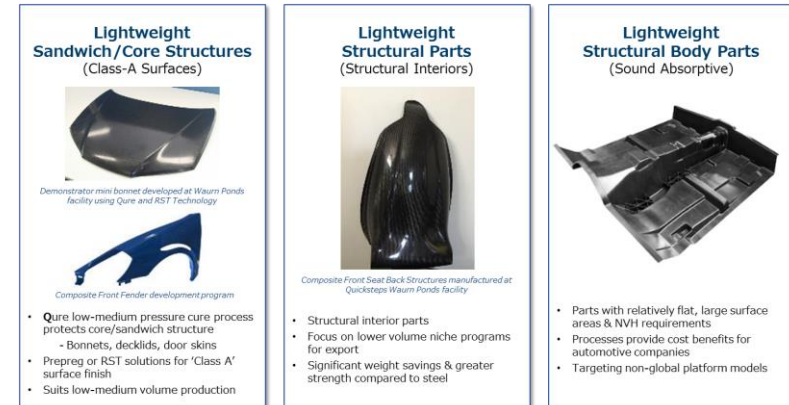 Lightweight
Sandwich/Core Structures
(Class-A Surfaces)
Demonstrator mini bonnet developed at Waurn Ponds
facility using Qure and RST Technology
Composite Front Fender development program
• Qure low-medium pressure cure process
protects core/sandwich structure
- Bonnets, decklids, door skins
• Prepreg or RST solutions for ‘Class A’
surface finish
• Suits low-medium volume production
Lightweight
Structural Parts
(Structural Interiors)
Composite Front Seat Back Structures manufactured at
Quicksteps Waurn Ponds facility
• Structural interior parts
• Focus on lower volume niche programs
for export
• Significant weight savings & greater
strength compared to steel
Lightweight
Structural Body Parts
(Sound Absorptive)
• Parts with relatively flat, large surface
areas & NVH requirements
• Processes provide cost benefits for
automotive companies
• Targeting non-global platform models